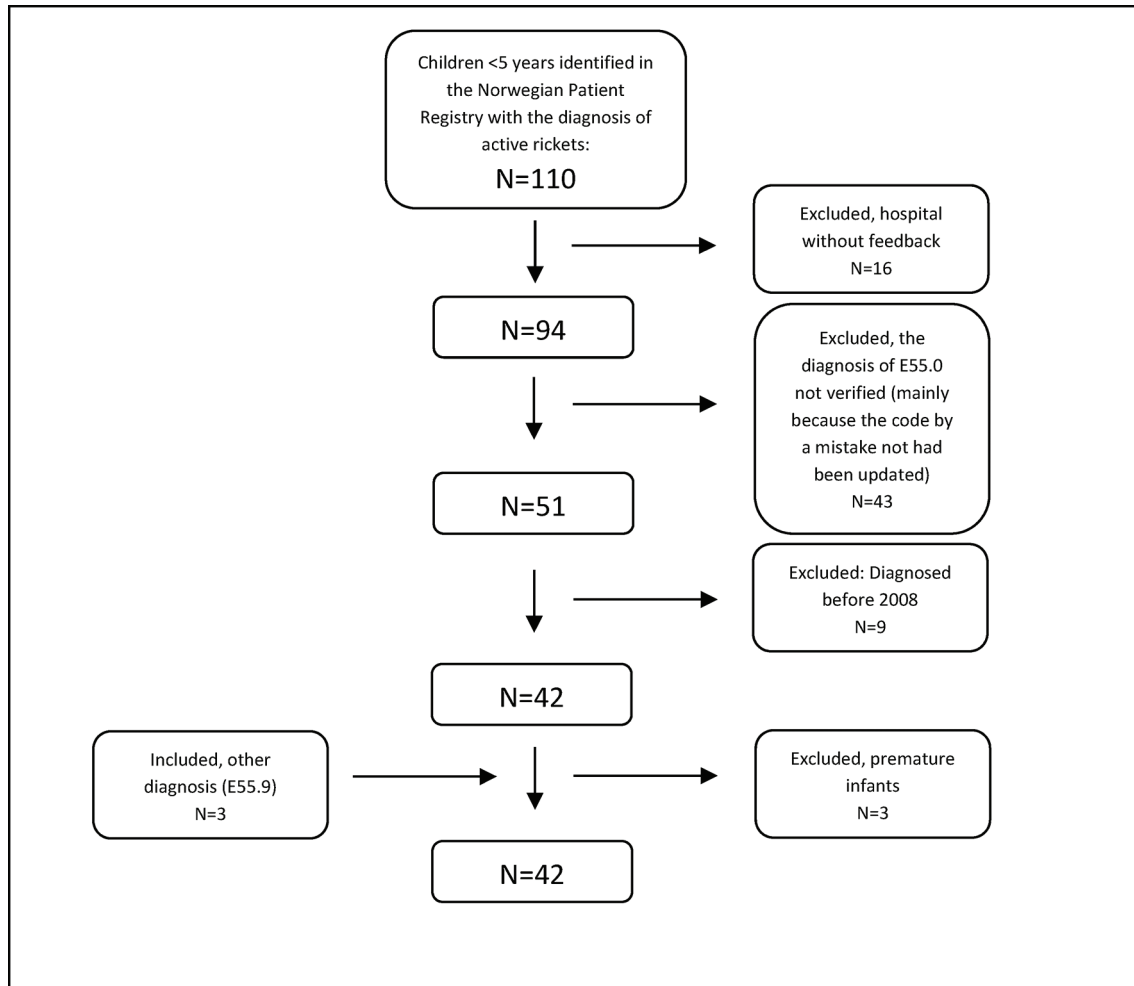 Children <5 years identified in
the Norwegian Patient
Registry with the diagnosis of
active rickets:
N=110
Excluded, hospital
without feedback
N=16
N=94
Excluded, the
diagnosis of E55.0
not verified (mainly
because the code by
a mistake not had
been updated)
N=43
N=51
Excluded: Diagnosed
before 2008
N=9
N=42
Included, other
diagnosis (E55.9)
N=3
Excluded, premature
infants
N=3
N=42